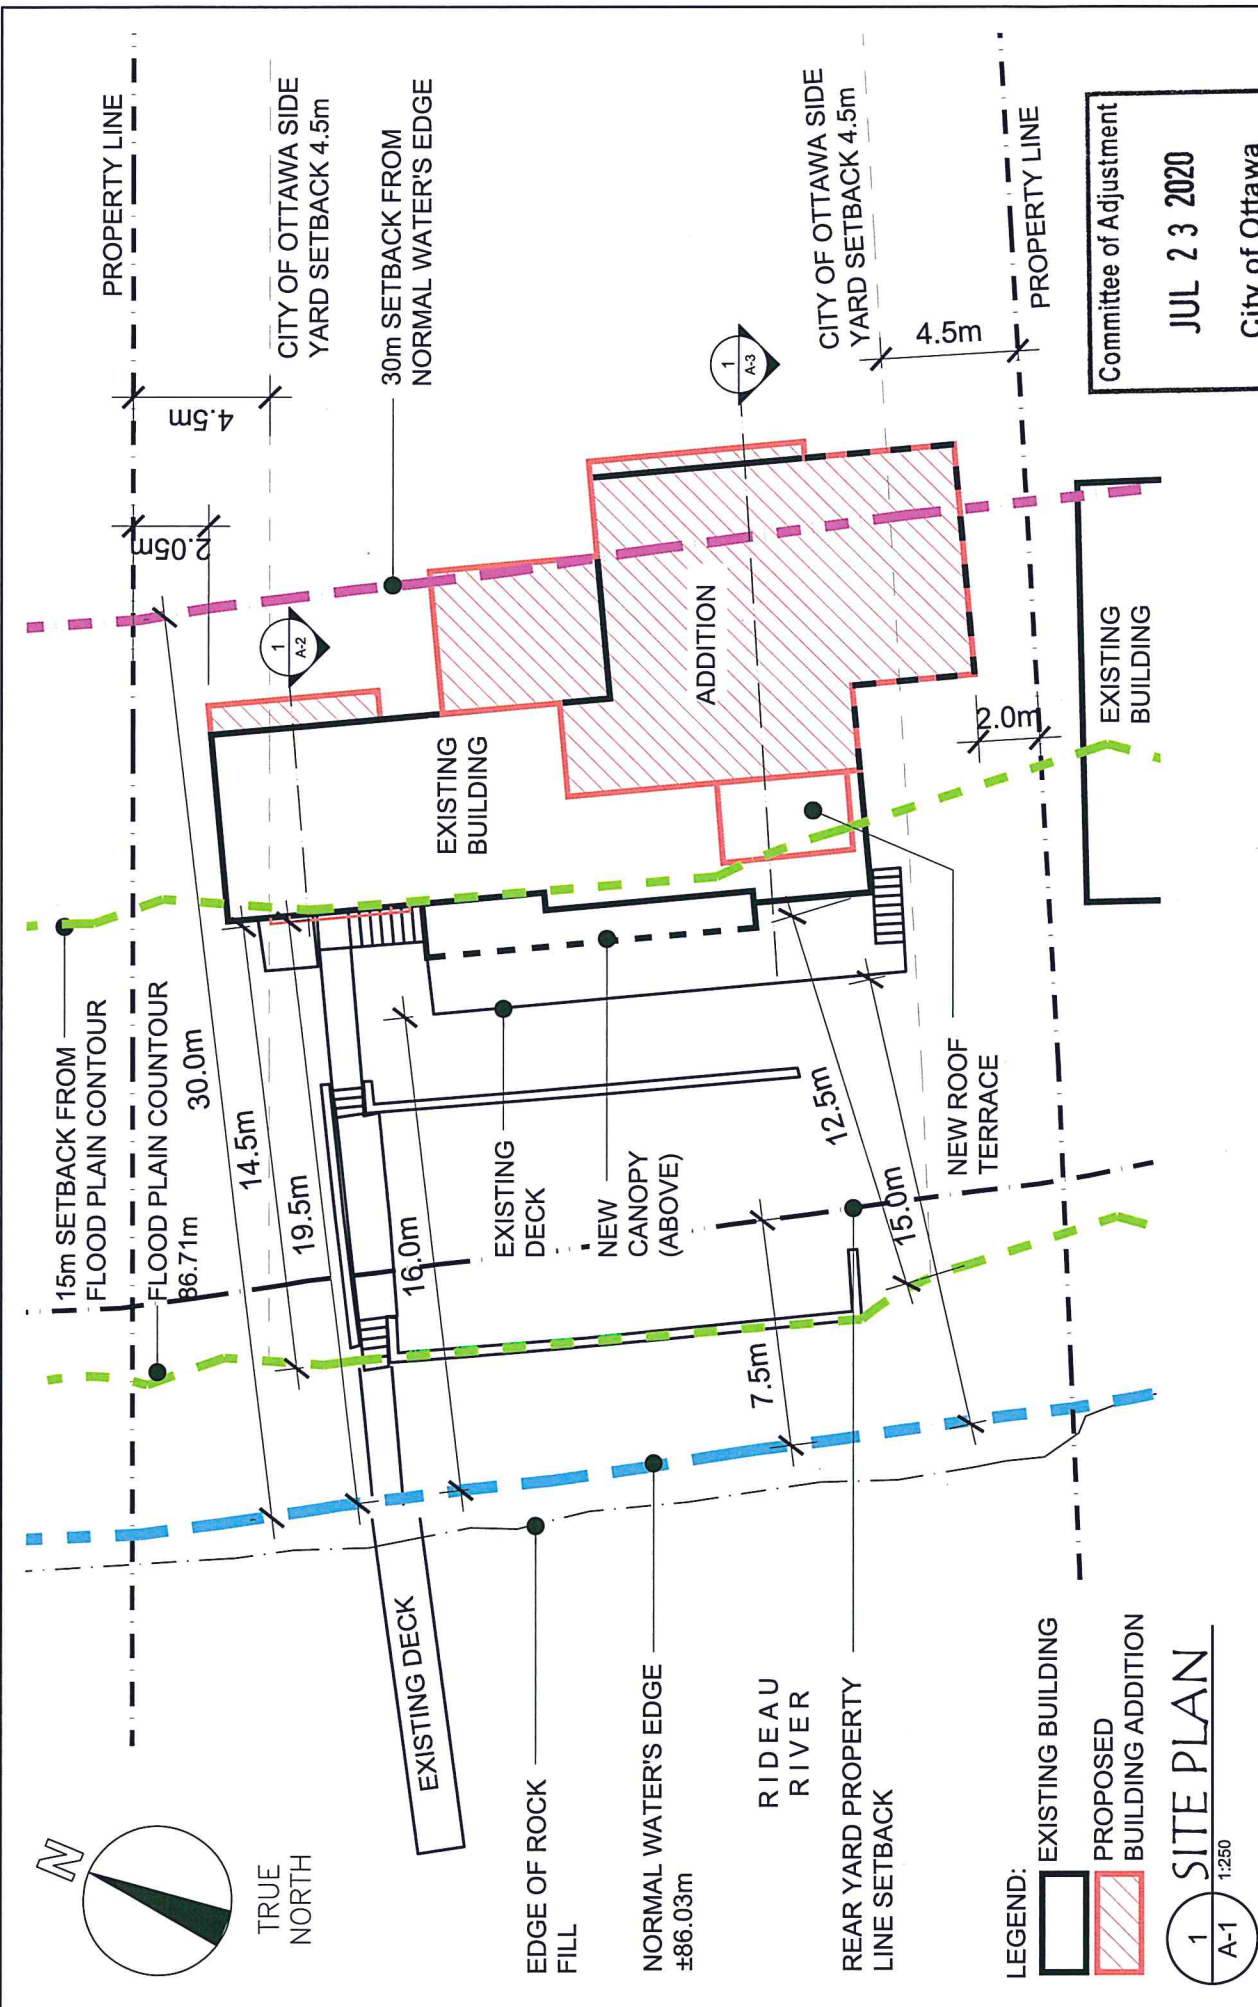 PROPERTY LINE
CITY OF OTTAWA SIDE
YARD SETBACK 4.5m
30m SETBACK FROM
NORMAL WATER'S EDGE
CITY OF OTTAWA SIDE
YARD SETBACK 4.5m
PROPERTY LINE
4.5m
4.5m
2.05m
1
A-3
1
A-2
ADDITION
EXISTING
BUILDING
2.0m
EXISTING
BUILDING
15m SETBACK FROM
FLOOD PLAIN CONTOUR
FLOOD PLAIN COUNTOUR
86.71m
30.0m
14.5m
19.5m
16.0m
EXISTING
DECK
NEW
CANOPY
(ABOVE)
12.5m
15.0m
7.5m
NEW ROOF
TERRACE
EXISTING DECK
N
TRUE
NORTH
EDGE OF ROCK
FILL
NORMAL WATER'S EDGE
±86.03m
RIDEAU
RIVER
REAR YARD PROPERTY
LINE SETBACK
LEGEND:
EXISTING BUILDING
PROPOSED
BUILDING ADDITION
1
A-1
SITE PLAN
1:250
Committee of Adjustment
JUL 23 2020
City of Ottawa